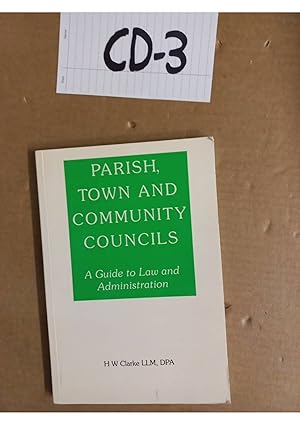 CD-3
PARISH,
TOWN AND
COMMUNITY
COUNCILS
A Guide to Law and
Administration
H W Clarke LLM, DPA